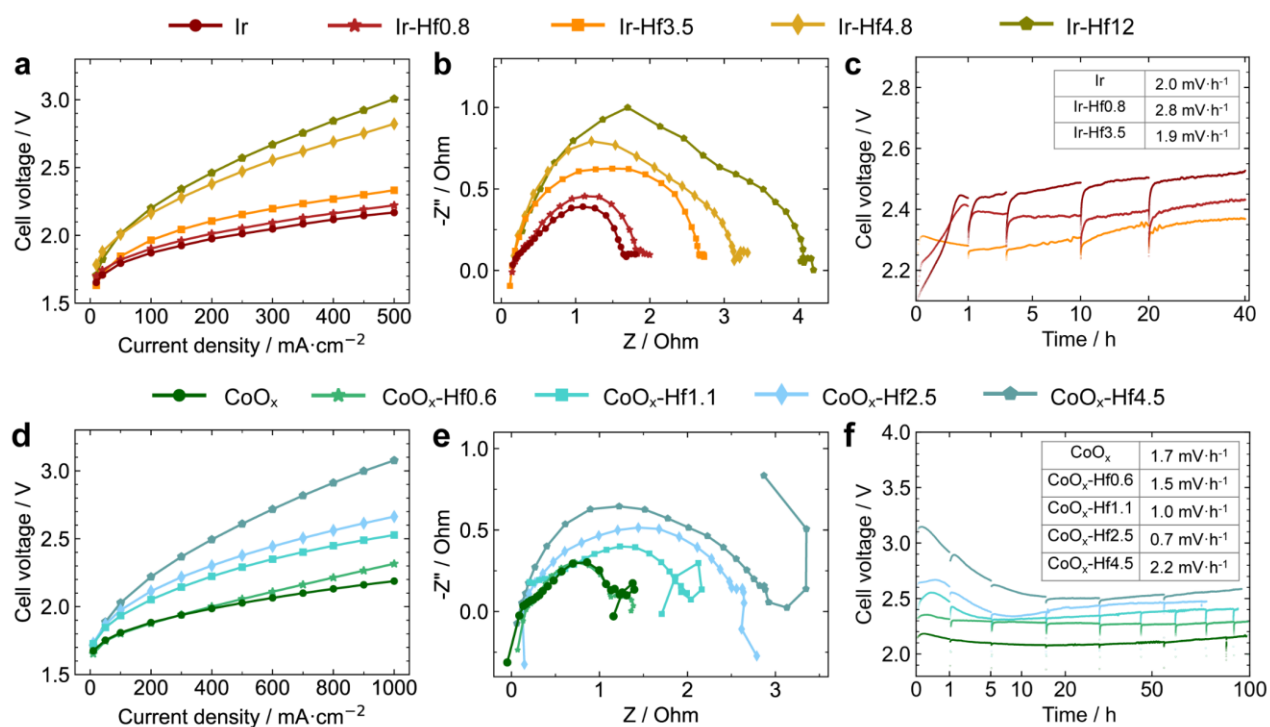 Ir Ir-Hf0.8 Ir-Hf3.5 Ir-Hf4.8 Ir-Hf12
a b c
3.0
2.5
2.0
1.5
Cell voltage / V
0 100 200 300 400 500
Current density / mA·cm⁻²
1.0
0.5
0.0
-Z'' / Ohm
0 1 2 3 4
Z / Ohm
2.8
2.6
2.4
2.2
Cell voltage / V
Ir 2.0 mV·h⁻¹
Ir-Hf0.8 2.8 mV·h⁻¹
Ir-Hf3.5 1.9 mV·h⁻¹
0 1 5 10 20 40
Time / h
CoOₓ CoOₓ-Hf0.6 CoOₓ-Hf1.1 CoOₓ-Hf2.5 CoOₓ-Hf4.5
d e f
3.0
2.5
2.0
1.5
Cell voltage / V
0 200 400 600 800 1000
Current density / mA·cm⁻²
1.0
0.5
0.0
-Z'' / Ohm
0 1 2 3
Z / Ohm
4.0
3.5
3.0
2.5
2.0
Cell voltage / V
CoOₓ 1.7 mV·h⁻¹
CoOₓ-Hf0.6 1.5 mV·h⁻¹
CoOₓ-Hf1.1 1.0 mV·h⁻¹
CoOₓ-Hf2.5 0.7 mV·h⁻¹
CoOₓ-Hf4.5 2.2 mV·h⁻¹
0 1 5 10 20 50 100
Time / h